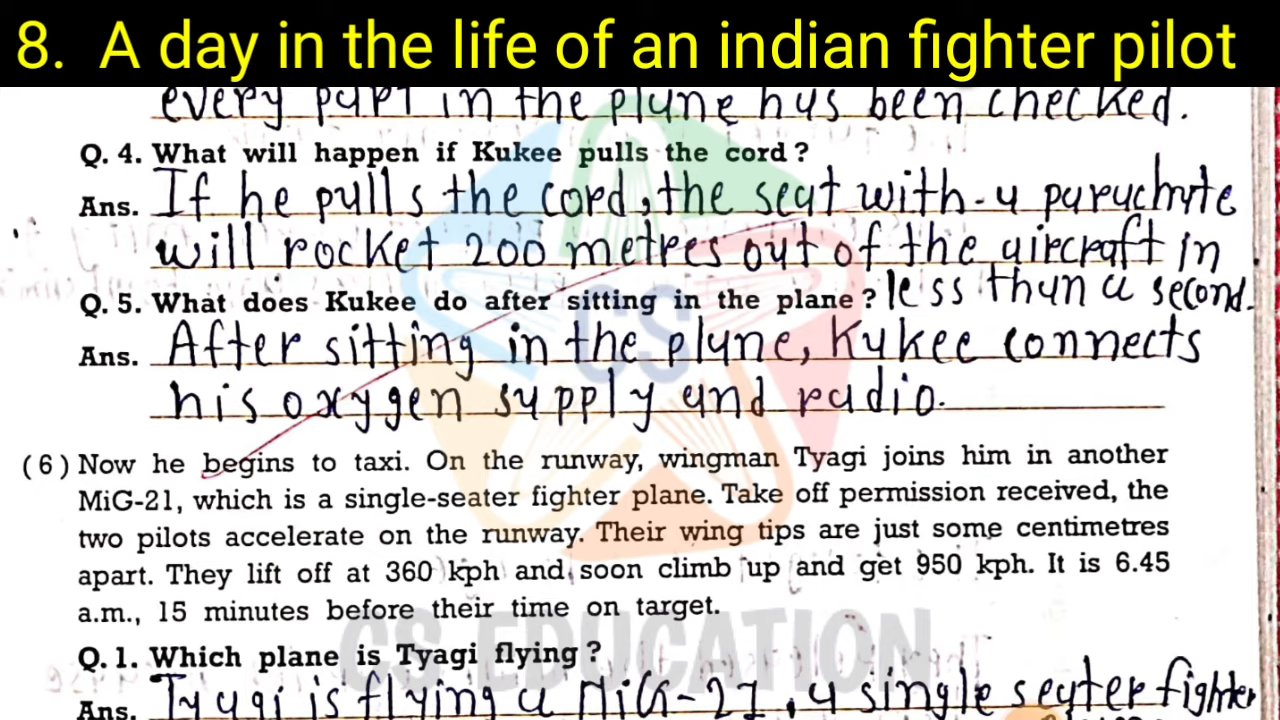 8. A day in the life of an indian fighter pilot
every part in the plane has been checked.
Q. 4. What will happen if Kukee pulls the cord ?
Ans. If he pulls the cord, the seat with a parachute
will rocket 200 metres out of the aircraft in
less than a second.
Q. 5. What does Kukee do after sitting in the plane ?
Ans. After sitting in the plane, Kukee connects
his oxygen supply and radio.
(6) Now he begins to taxi. On the runway, wingman Tyagi joins him in another
MiG-21, which is a single-seater fighter plane. Take off permission received, the
two pilots accelerate on the runway. Their wing tips are just some centimetres
apart. They lift off at 360 kph and soon climb up and get 950 kph. It is 6.45
a.m., 15 minutes before their time on target.
Q. 1. Which plane is Tyagi flying ?
Ans. Tyagi is flying a MiG-21, a single seater fighter
CS
CS EDUCATION